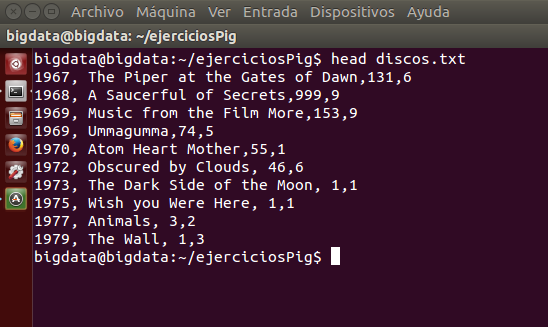 Archivo Máquina Ver Entrada Dispositivos Ayuda
bigdata@bigdata: ~/ejerciciosPig
bigdata@bigdata:~/ejerciciosPig$ head discos.txt
1967, The Piper at the Gates of Dawn,131,6
1968, A Saucerful of Secrets,999,9
1969, Music from the Film More,153,9
1969, Ummagumma,74,5
1970, Atom Heart Mother,55,1
1972, Obscured by Clouds, 46,6
1973, The Dark Side of the Moon, 1,1
1975, Wish you Were Here, 1,1
1977, Animals, 3,2
1979, The Wall, 1,3
bigdata@bigdata:~/ejerciciosPig$